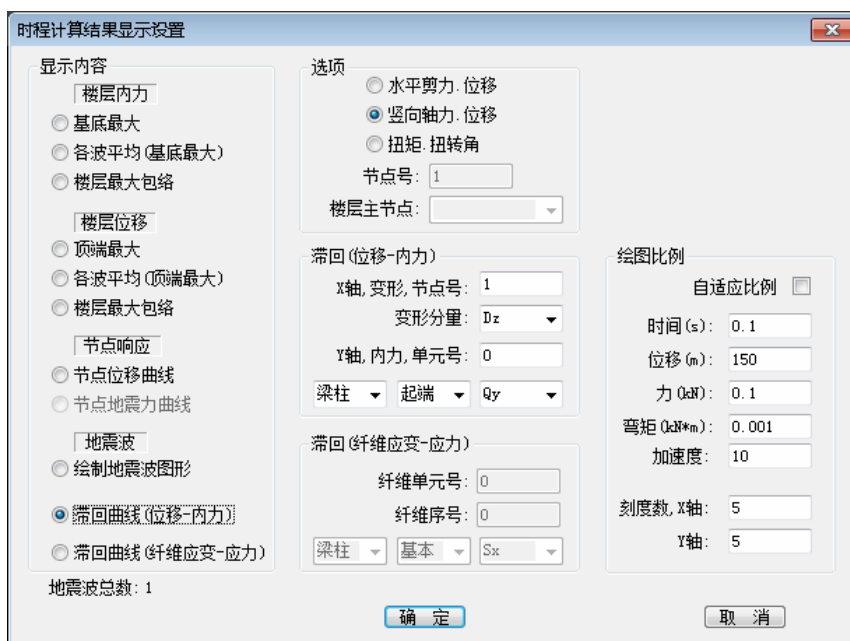 时程计算结果显示设置
显示内容
楼层内力
基底最大
各波平均(基底最大)
楼层最大包络
楼层位移
顶端最大
各波平均(顶端最大)
楼层最大包络
节点响应
节点位移曲线
节点地震力曲线
地震波
绘制地震波图形
滞回曲线(位移-内力)
滞回曲线(纤维应变-应力)
地震波总数: 1
选项
水平剪力.位移
竖向轴力.位移
扭矩.扭转角
节点号: 1
楼层主节点:
滞回(位移-内力)
X轴,变形,节点号: 1
变形分量: Dz
Y轴,内力,单元号: 0
梁柱 起端 Qy
滞回(纤维应变-应力)
纤维单元号: 0
纤维序号: 0
梁柱 基本 Sx
绘图比例
自适应比例
时间(s): 0.1
位移(m): 150
力(kN): 0.1
弯矩(kN*m): 0.001
加速度: 10
刻度数,X轴: 5
Y轴: 5
确 定
取 消